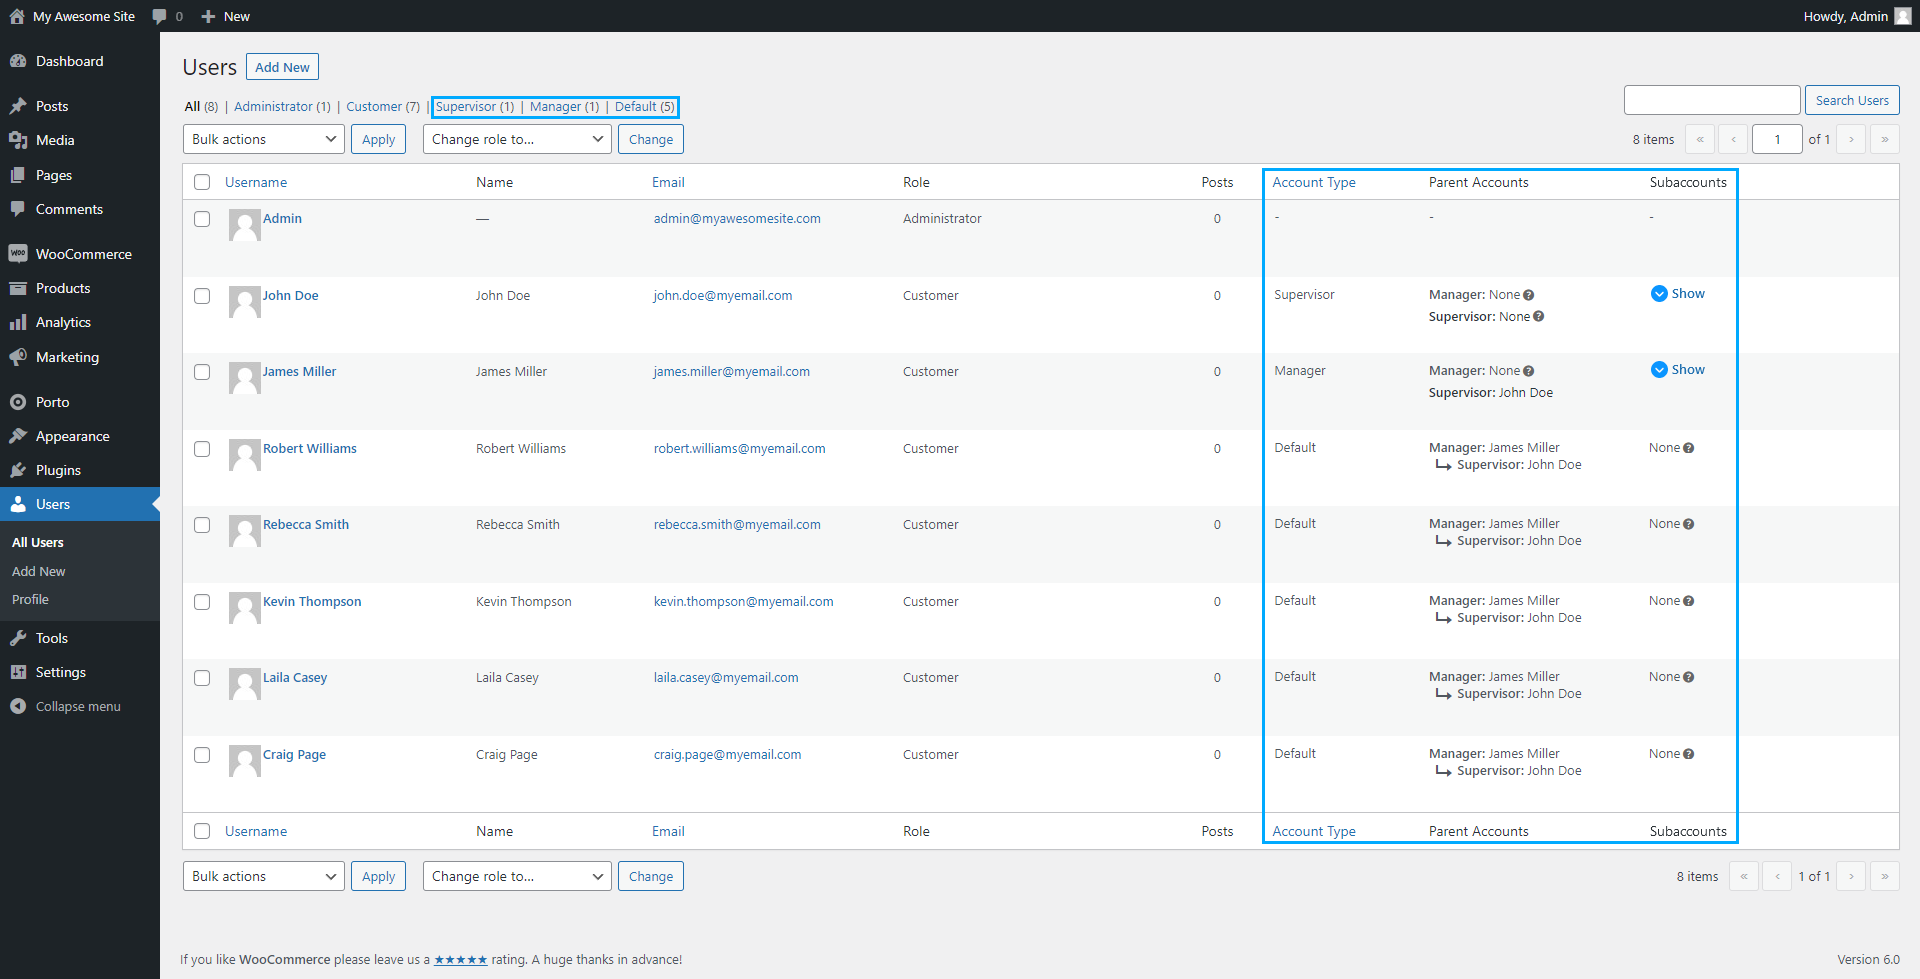 My Awesome Site 0 New Howdy, Admin
Dashboard
Posts
Media
Pages
Comments
WooCommerce
Products
Analytics
Marketing
Porto
Appearance
Plugins
Users
All Users
Add New
Profile
Tools
Settings
Collapse menu
Users Add New
All (8) | Administrator (1) | Customer (7) | Supervisor (1) | Manager (1) | Default (5)
Search Users
Bulk actions Apply Change role to... Change 8 items « ‹ 1 of 1 › »
Username Name Email Role Posts Account Type Parent Accounts Subaccounts
Admin — admin@myawesomesite.com Administrator 0 - - -
John Doe John Doe john.doe@myemail.com Customer 0 Supervisor Manager: None ? Show
Supervisor: None ?
James Miller James Miller james.miller@myemail.com Customer 0 Manager Manager: None ? Show
Supervisor: John Doe
Robert Williams Robert Williams robert.williams@myemail.com Customer 0 Default Manager: James Miller None ?
Supervisor: John Doe
Rebecca Smith Rebecca Smith rebecca.smith@myemail.com Customer 0 Default Manager: James Miller None ?
Supervisor: John Doe
Kevin Thompson Kevin Thompson kevin.thompson@myemail.com Customer 0 Default Manager: James Miller None ?
Supervisor: John Doe
Laila Casey Laila Casey laila.casey@myemail.com Customer 0 Default Manager: James Miller None ?
Supervisor: John Doe
Craig Page Craig Page craig.page@myemail.com Customer 0 Default Manager: James Miller None ?
Supervisor: John Doe
Username Name Email Role Posts Account Type Parent Accounts Subaccounts
Bulk actions Apply Change role to... Change 8 items « ‹ 1 of 1 › »
If you like WooCommerce please leave us a ★★★★★ rating. A huge thanks in advance! Version 6.0